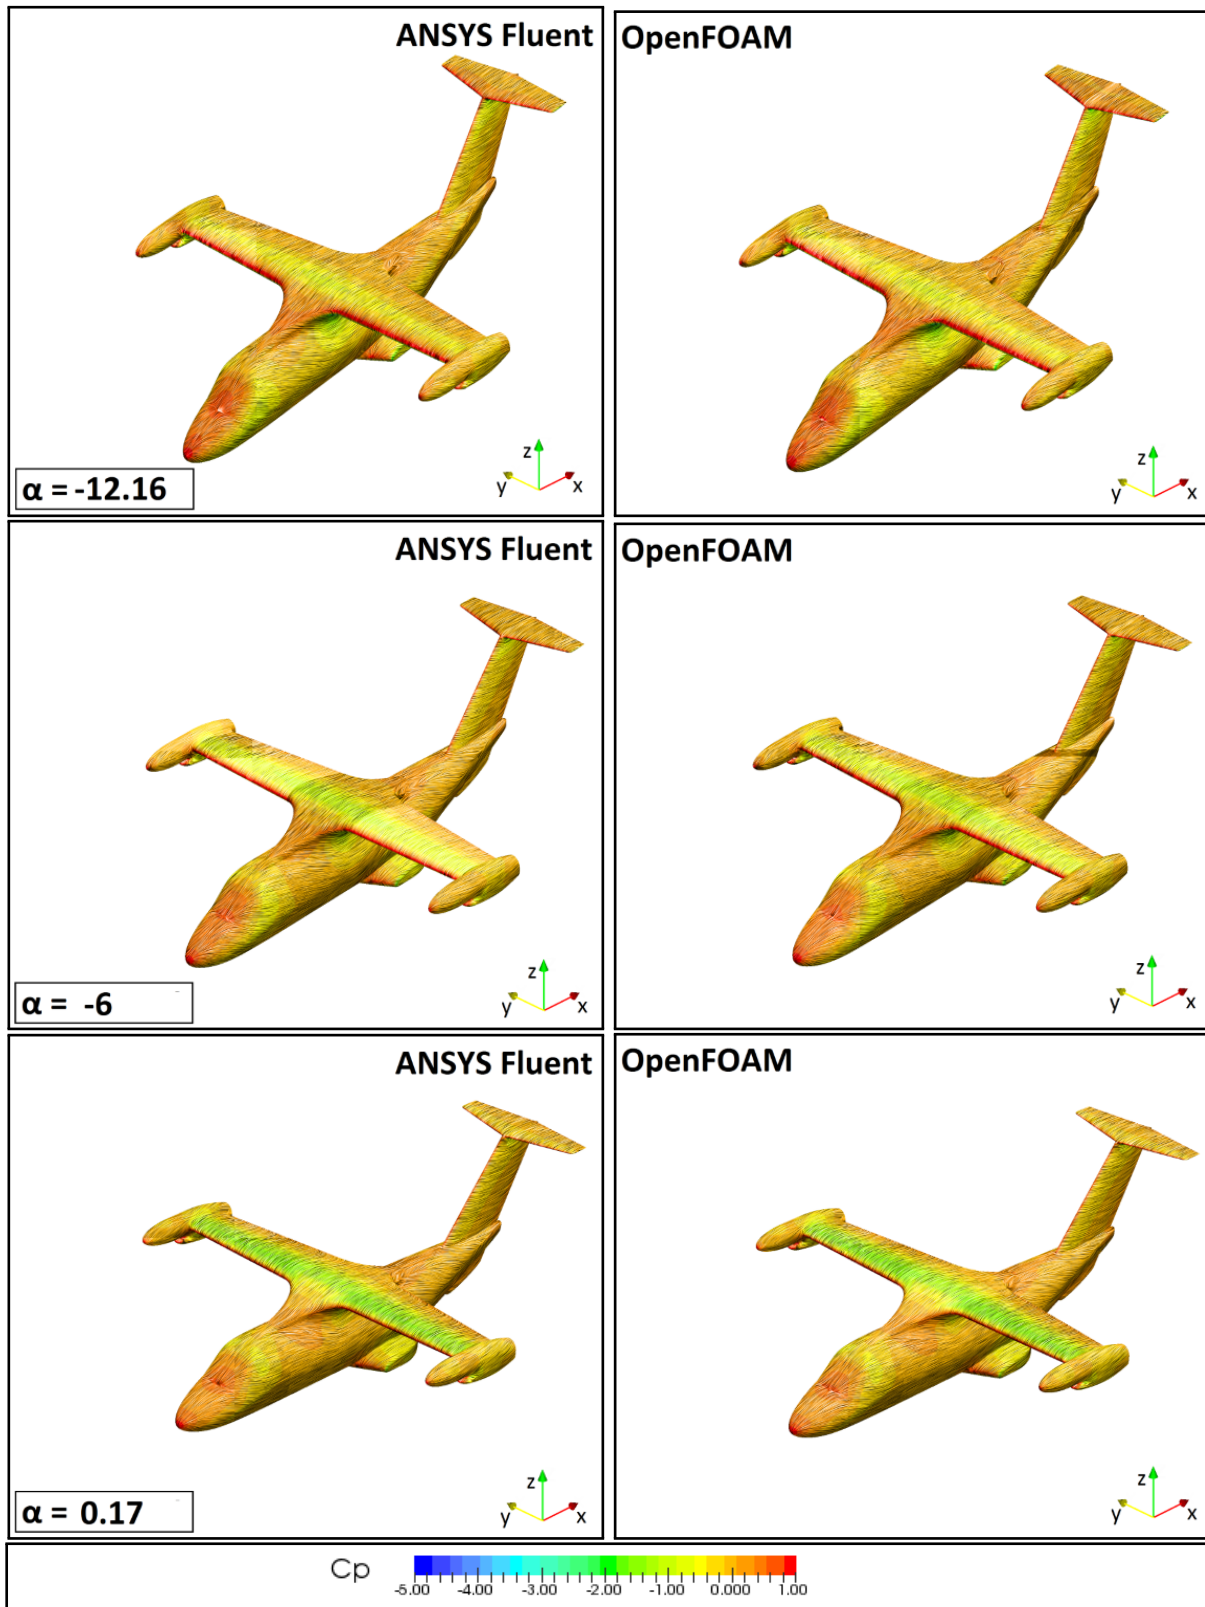 ANSYS Fluent
OpenFOAM
z
y
x
z
y
x
α = -12.16
ANSYS Fluent
OpenFOAM
z
y
x
z
y
x
α = -6
ANSYS Fluent
OpenFOAM
z
y
x
z
y
x
α = 0.17
Cp
-5.00 -4.00 -3.00 -2.00 -1.00 0.000 1.00